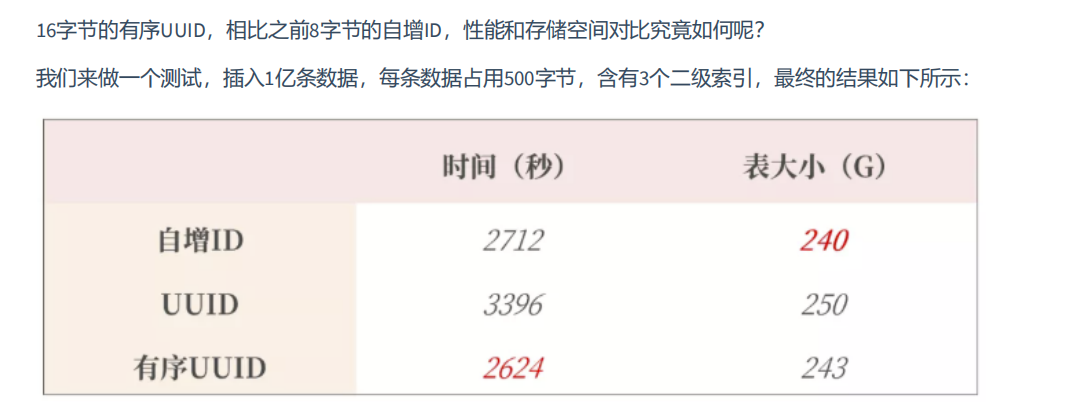 16字节的有序UUID，相比之前8字节的自增ID，性能和存储空间对比究竟如何呢？
我们来做一个测试，插入1亿条数据，每条数据占用500字节，含有3个二级索引，最终的结果如下所示：
时间（秒） 表大小（G）
自增ID 2712 240
UUID 3396 250
有序UUID 2624 243